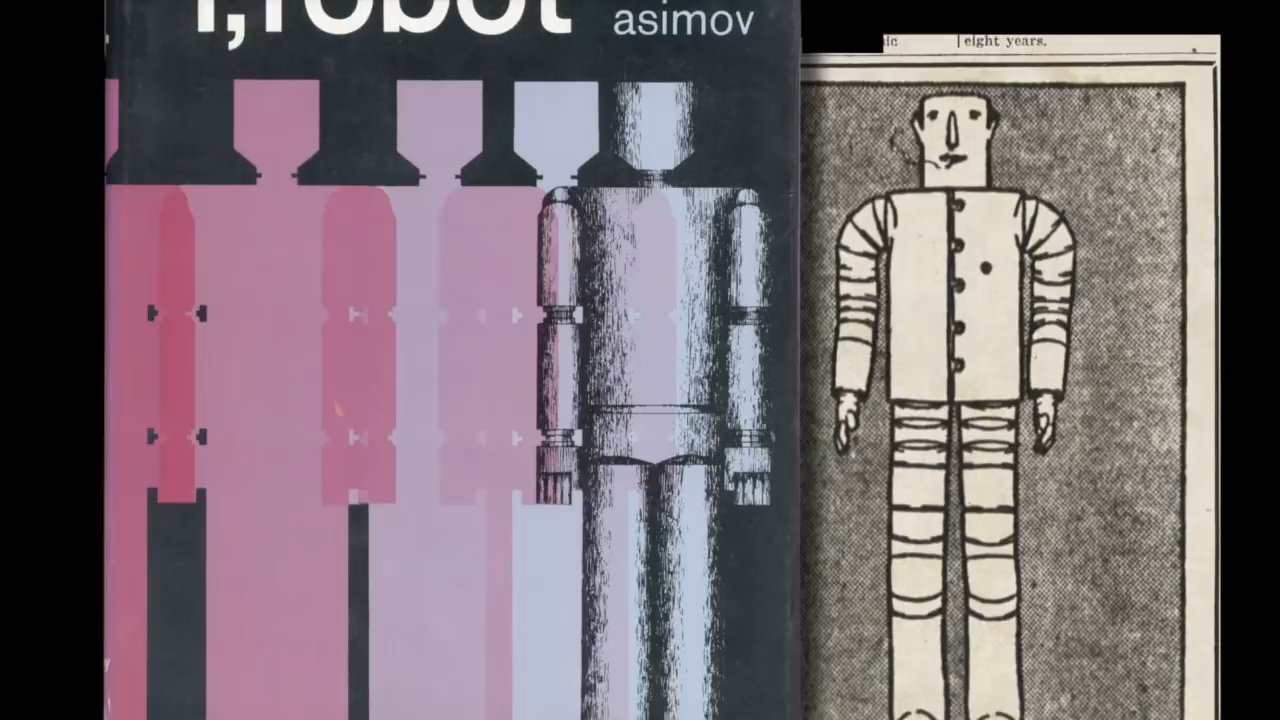 i,robot
asimov
eight years.